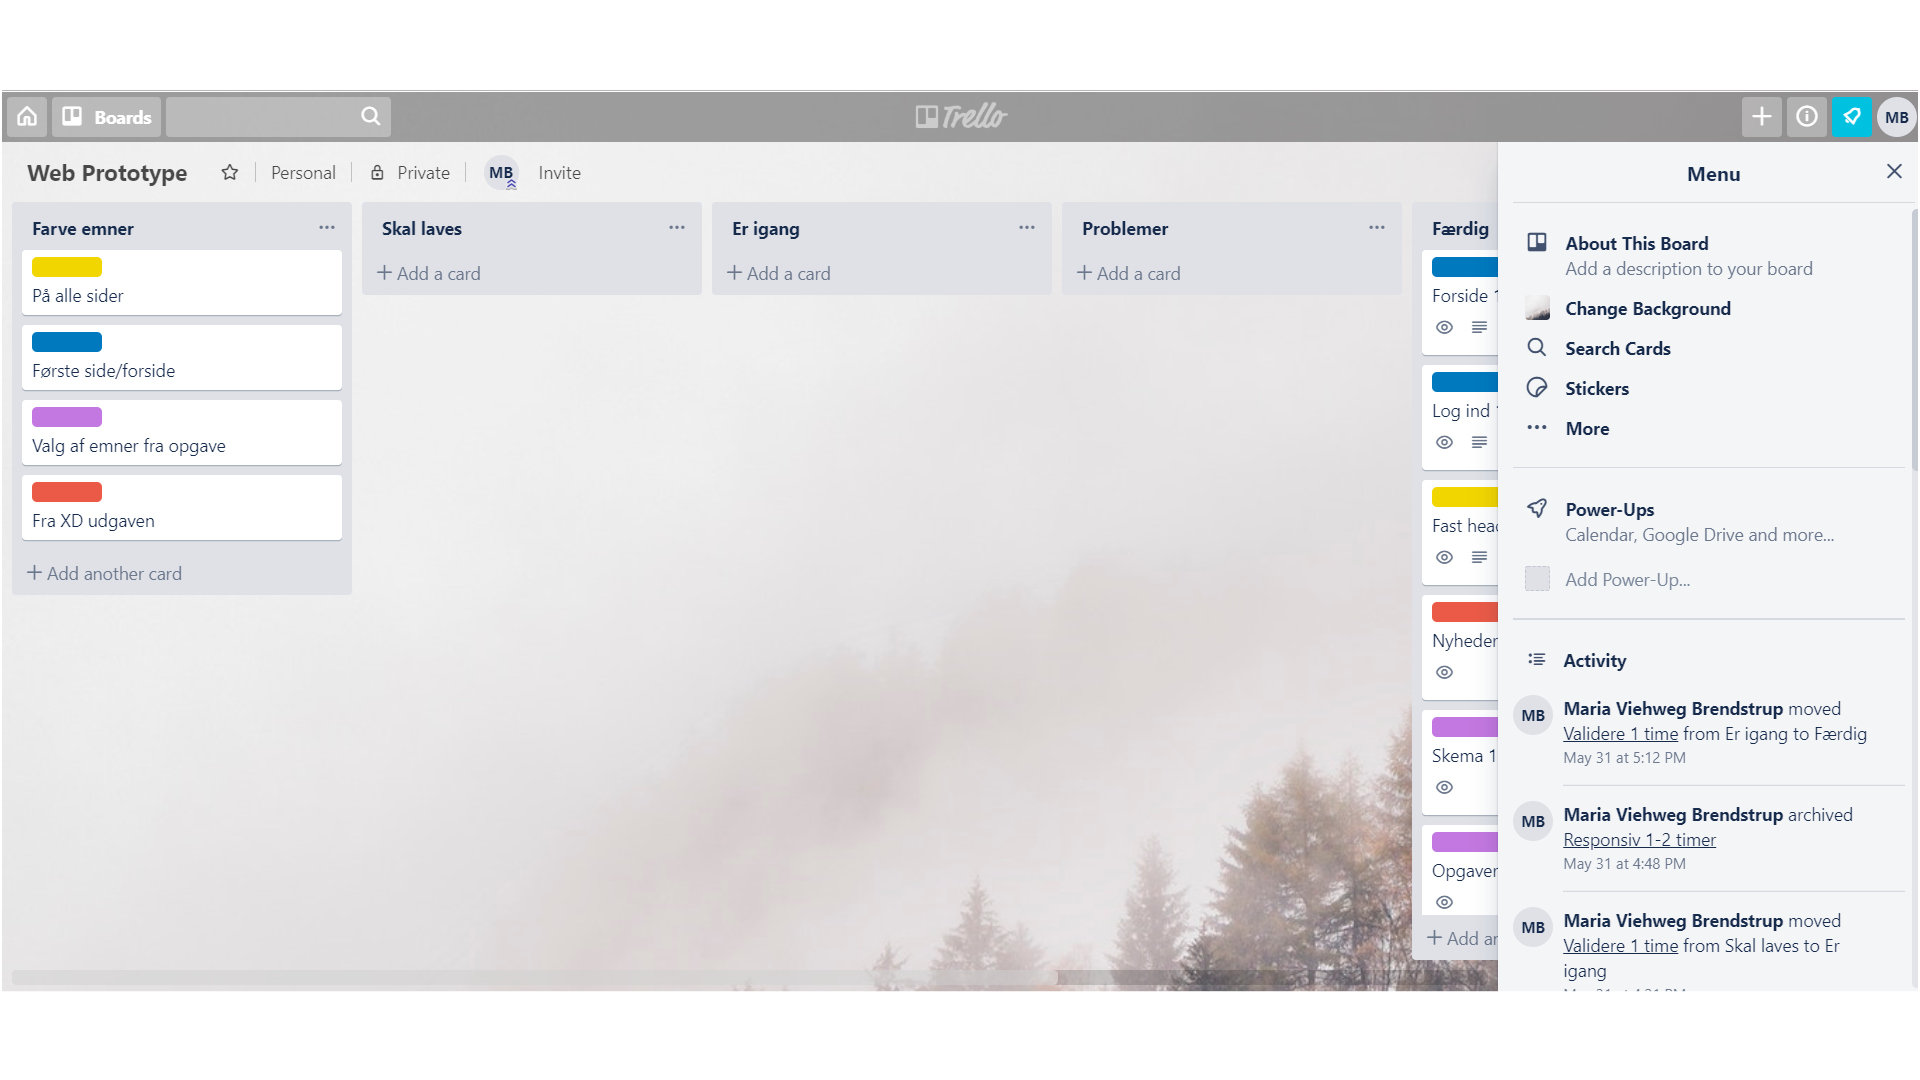 Boards
Trello
MB
Web Prototype
Personal
Private
MB
Invite
Farve emner
På alle sider
Første side/forside
Valg af emner fra opgave
Fra XD udgaven
Add another card
Skal laves
Add a card
Er igang
Add a card
Problemer
Add a card
Færdig
Forside 1
Log ind
Fast head
Nyheder
Skema 1
Opgaver
Add an
Menu
About This Board
Add a description to your board
Change Background
Search Cards
Stickers
More
Power-Ups
Calendar, Google Drive and more...
Add Power-Up...
Activity
MB
Maria Viehweg Brendstrup moved
Validere 1 time from Er igang to Færdig
May 31 at 5:12 PM
MB
Maria Viehweg Brendstrup archived
Responsiv 1-2 timer
May 31 at 4:48 PM
MB
Maria Viehweg Brendstrup moved
Validere 1 time from Skal laves to Er
igang